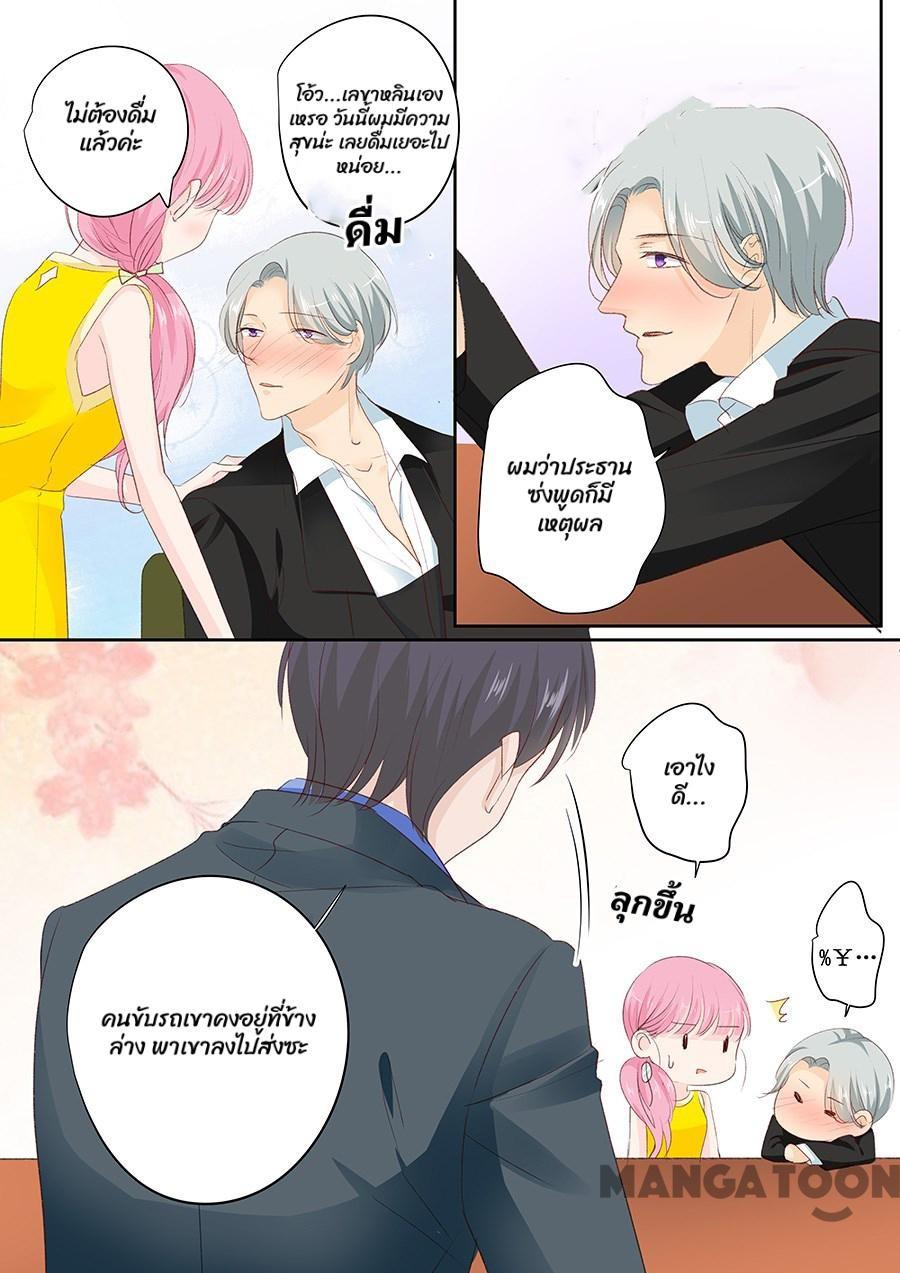 ไม่ต้องดื่ม
แล้วค่ะ
โอ้ว...เลขาหลินเอง
เหรอ วันนี้ผมมีความ
สุขน่ะ เลยดื่มเยอะไป
หน่อย...
ดื่ม
ผมว่าประธาน
ซ่งพูดก็มี
เหตุผล
เอาไง
ดี...
ลุกขึ้น
%￥...
คนขับรถเขาคงอยู่ที่ข้าง
ล่าง พาเขาลงไปส่งซะ
MANGATOON